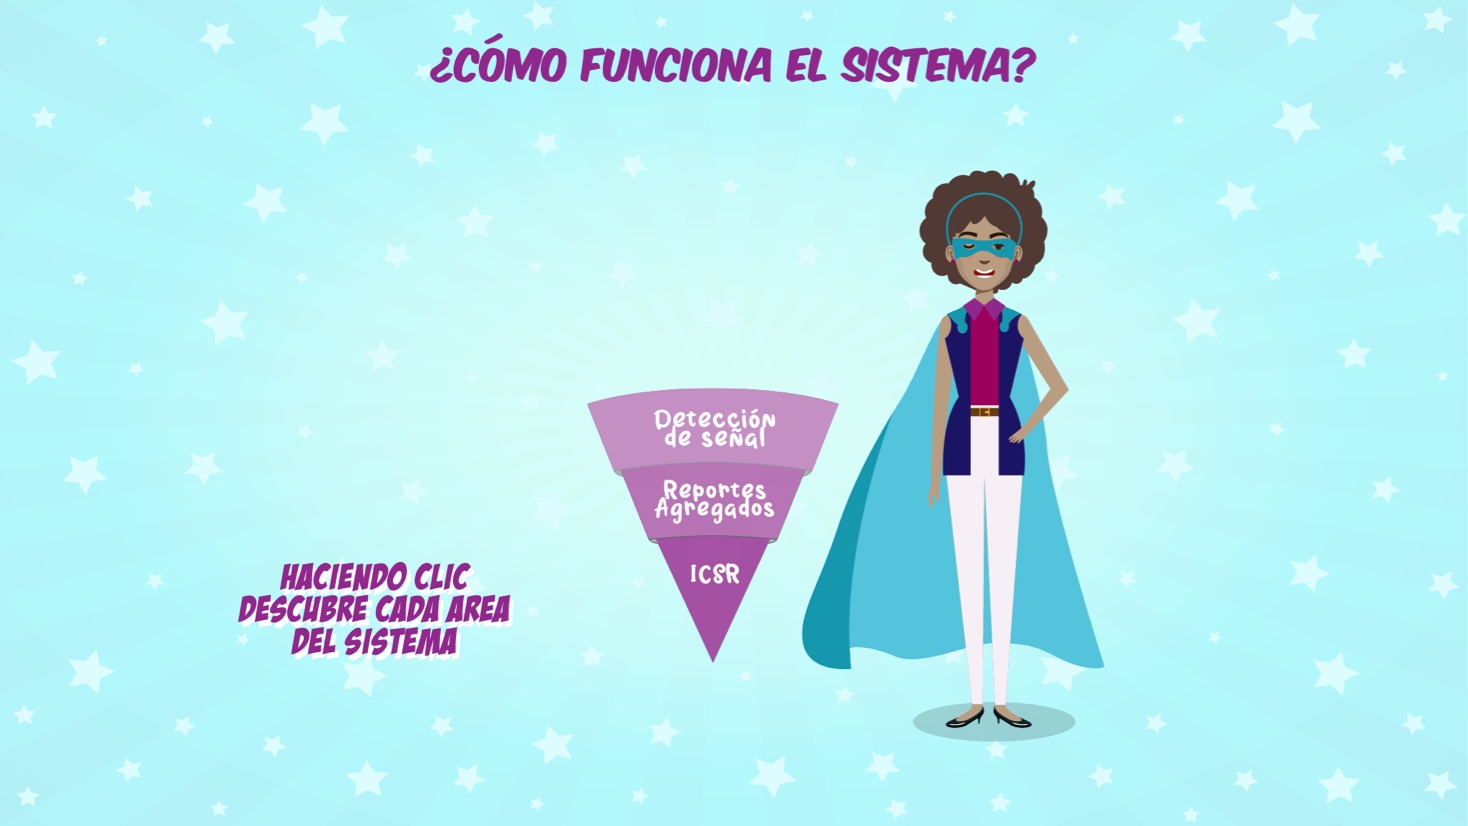 ¿CÓMO FUNCIONA EL SISTEMA?
Detección
de señal
Reportes
Agregados
ICSR
HACIENDO CLIC
DESCUBRE CADA AREA
DEL SISTEMA